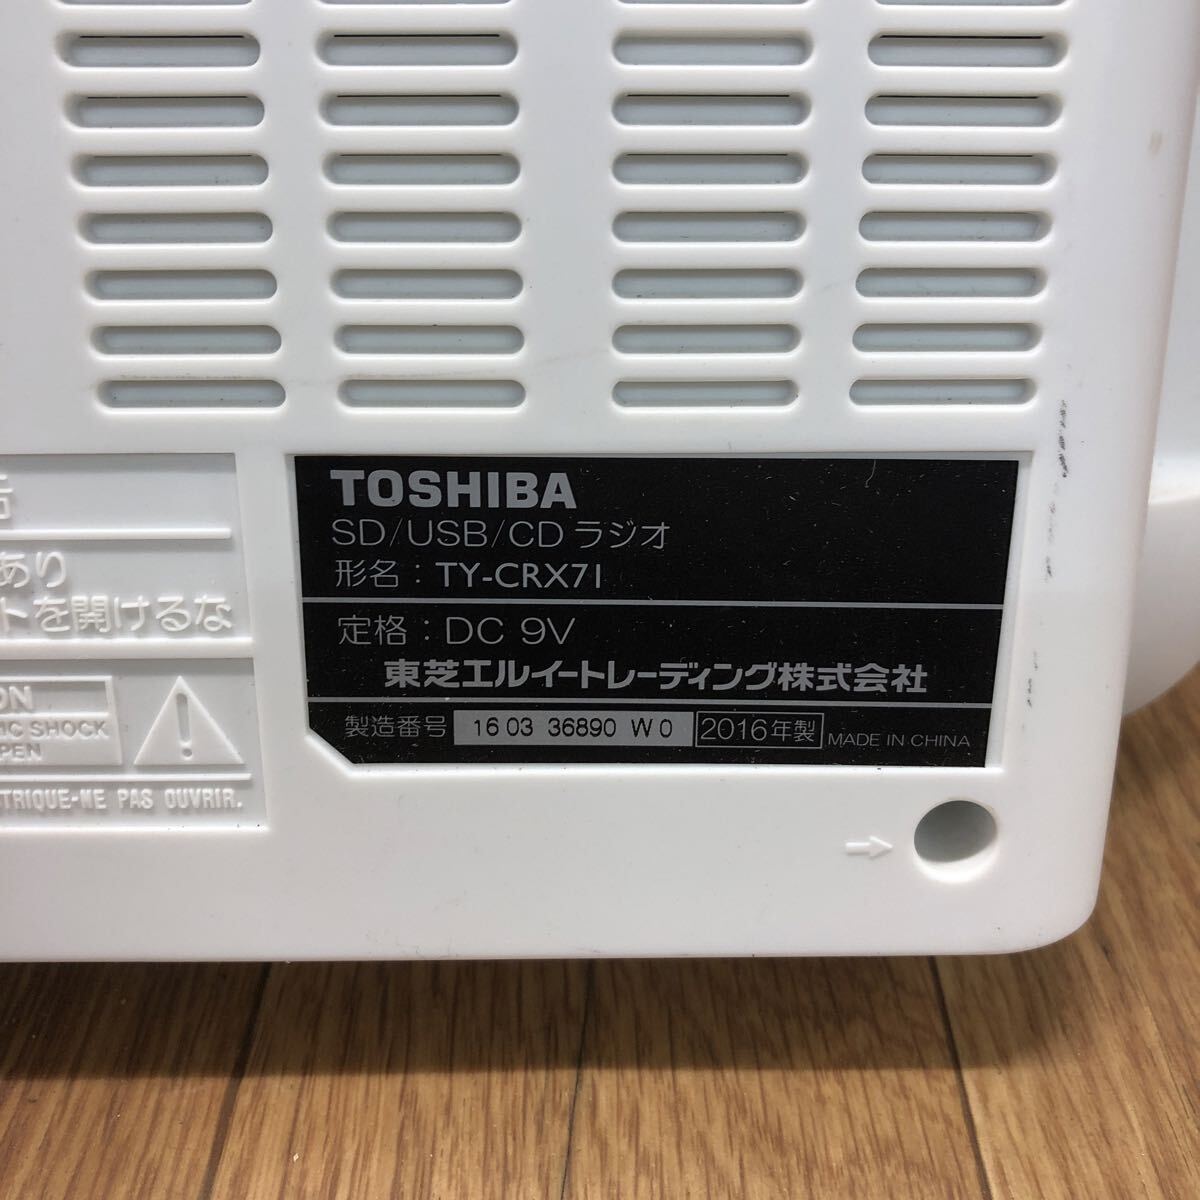 TOSHIBA
SD/USB/CD ラジオ
形名：TY-CRX71
定格：DC 9V
東芝エルイートレーディング株式会社
製造番号 16 03 36890 W 0 2016年製 MADE IN CHINA
あり
トを開けるな
ON
IC SHOCK
PEN
TRIQUE-NE PAS OUVRIR.